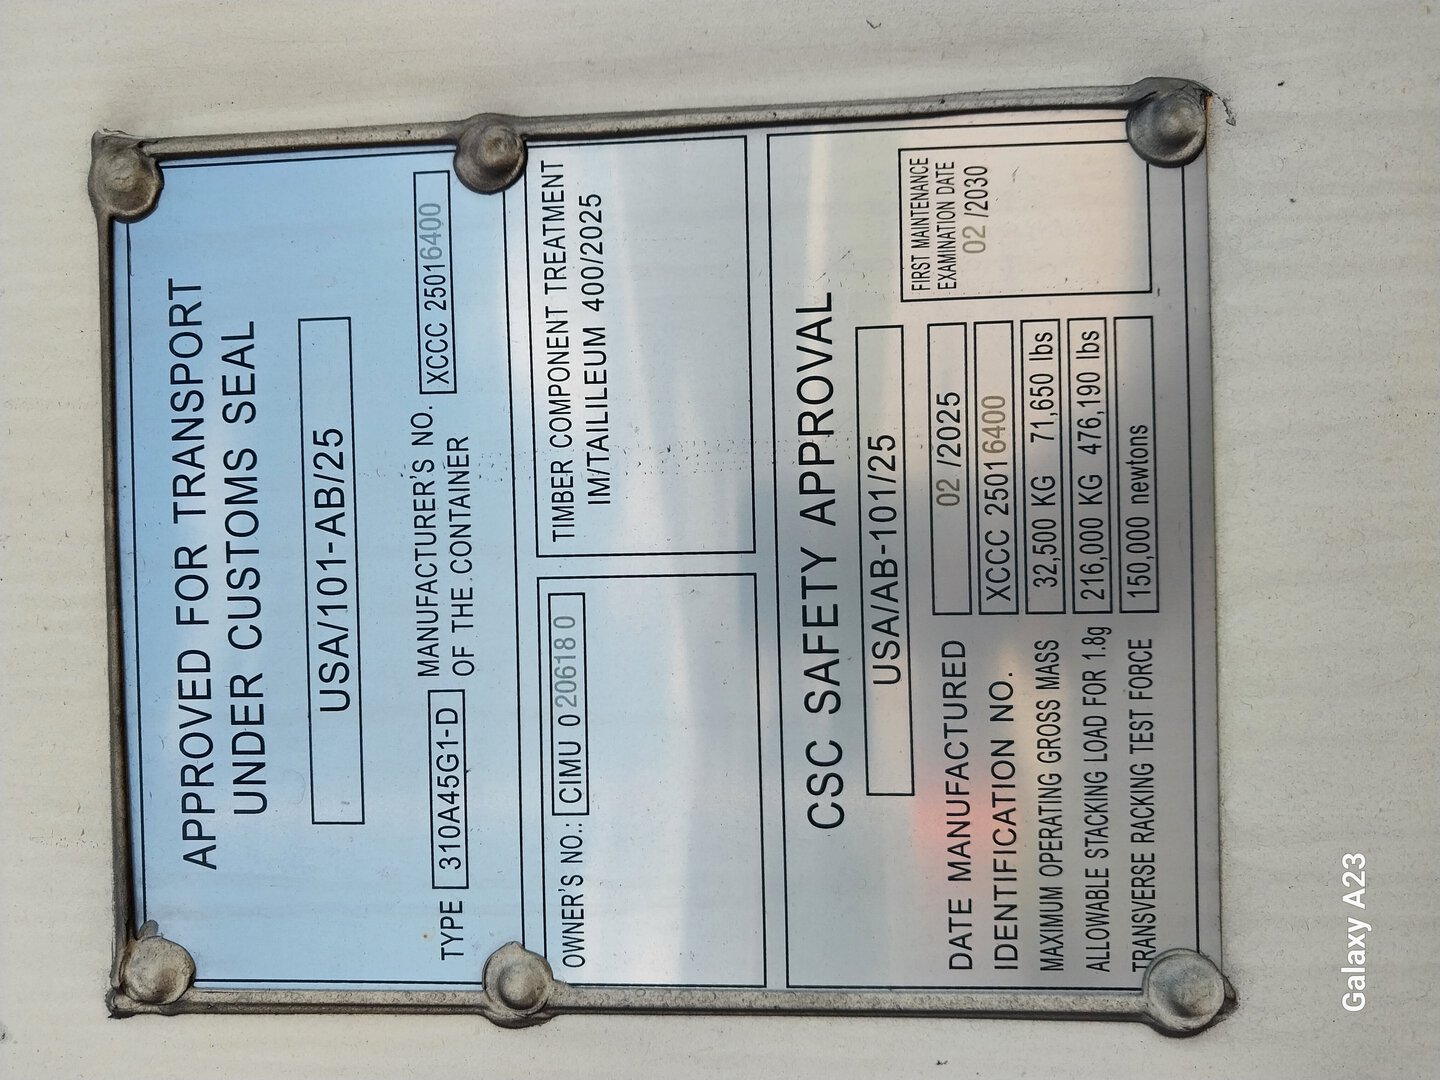 APPROVED FOR TRANSPORT
UNDER CUSTOMS SEAL
USA/101-AB/25
TYPE 310A45G1-D MANUFACTURER'S NO. XCCC 25016400
OF THE CONTAINER
OWNER'S NO.: CIMU 020618 0
TIMBER COMPONENT TREATMENT
IM/TAILILEUM 400/2025
CSC SAFETY APPROVAL
USA/AB-101/25
DATE MANUFACTURED 02 /2025
IDENTIFICATION NO. XCCC 25016400
MAXIMUM OPERATING GROSS MASS 32,500 KG 71,650 lbs
ALLOWABLE STACKING LOAD FOR 1.8g 216,000 KG 476,190 lbs
TRANSVERSE RACKING TEST FORCE 150,000 newtons
FIRST MAINTENANCE
EXAMINATION DATE
02 /2030
Galaxy A23